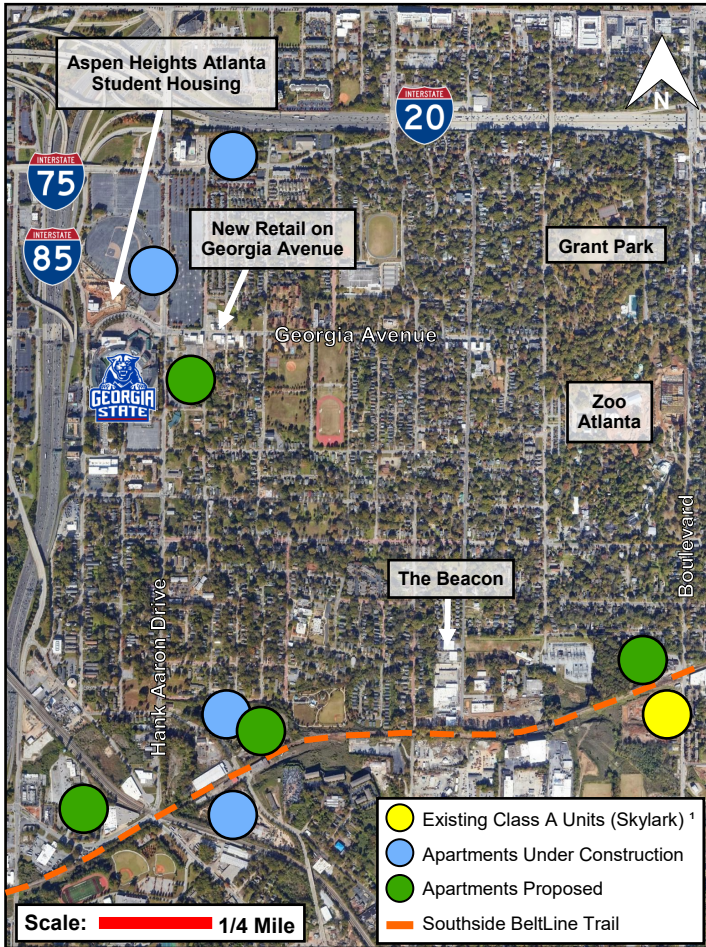 Aspen Heights Atlanta
Student Housing
N
INTERSTATE
20
INTERSTATE
75
New Retail on
Georgia Avenue
INTERSTATE
85
Grant Park
Georgia Avenue
GEORGIA
STATE
Zoo
Atlanta
Boulevard
The Beacon
Hank Aaron Drive
Existing Class A Units (Skylark) ¹
Apartments Under Construction
Apartments Proposed
Southside BeltLine Trail
Scale: 1/4 Mile